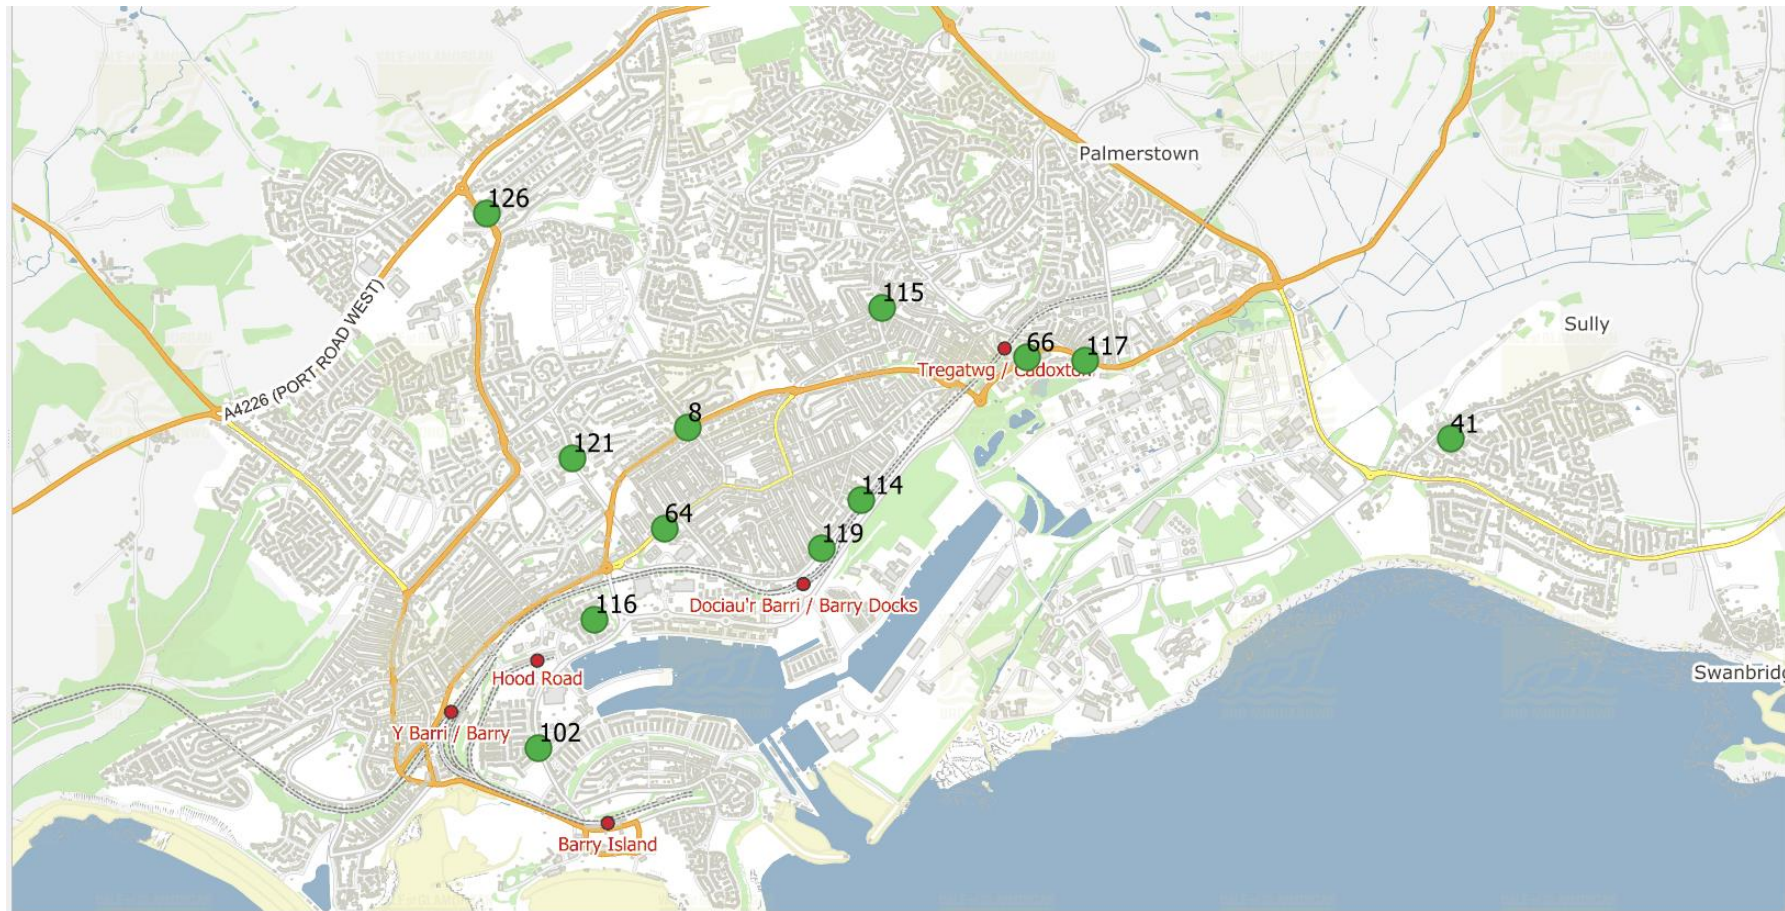 Palmerstown
126
A4226 (PORT ROAD WEST)
115
Sully
66
117
Tregatwg / Cadoxton
8
41
121
114
64
119
Dociau'r Barri / Barry Docks
116
Hood Road
Swanbridg
Y Barri / Barry
102
Barry Island